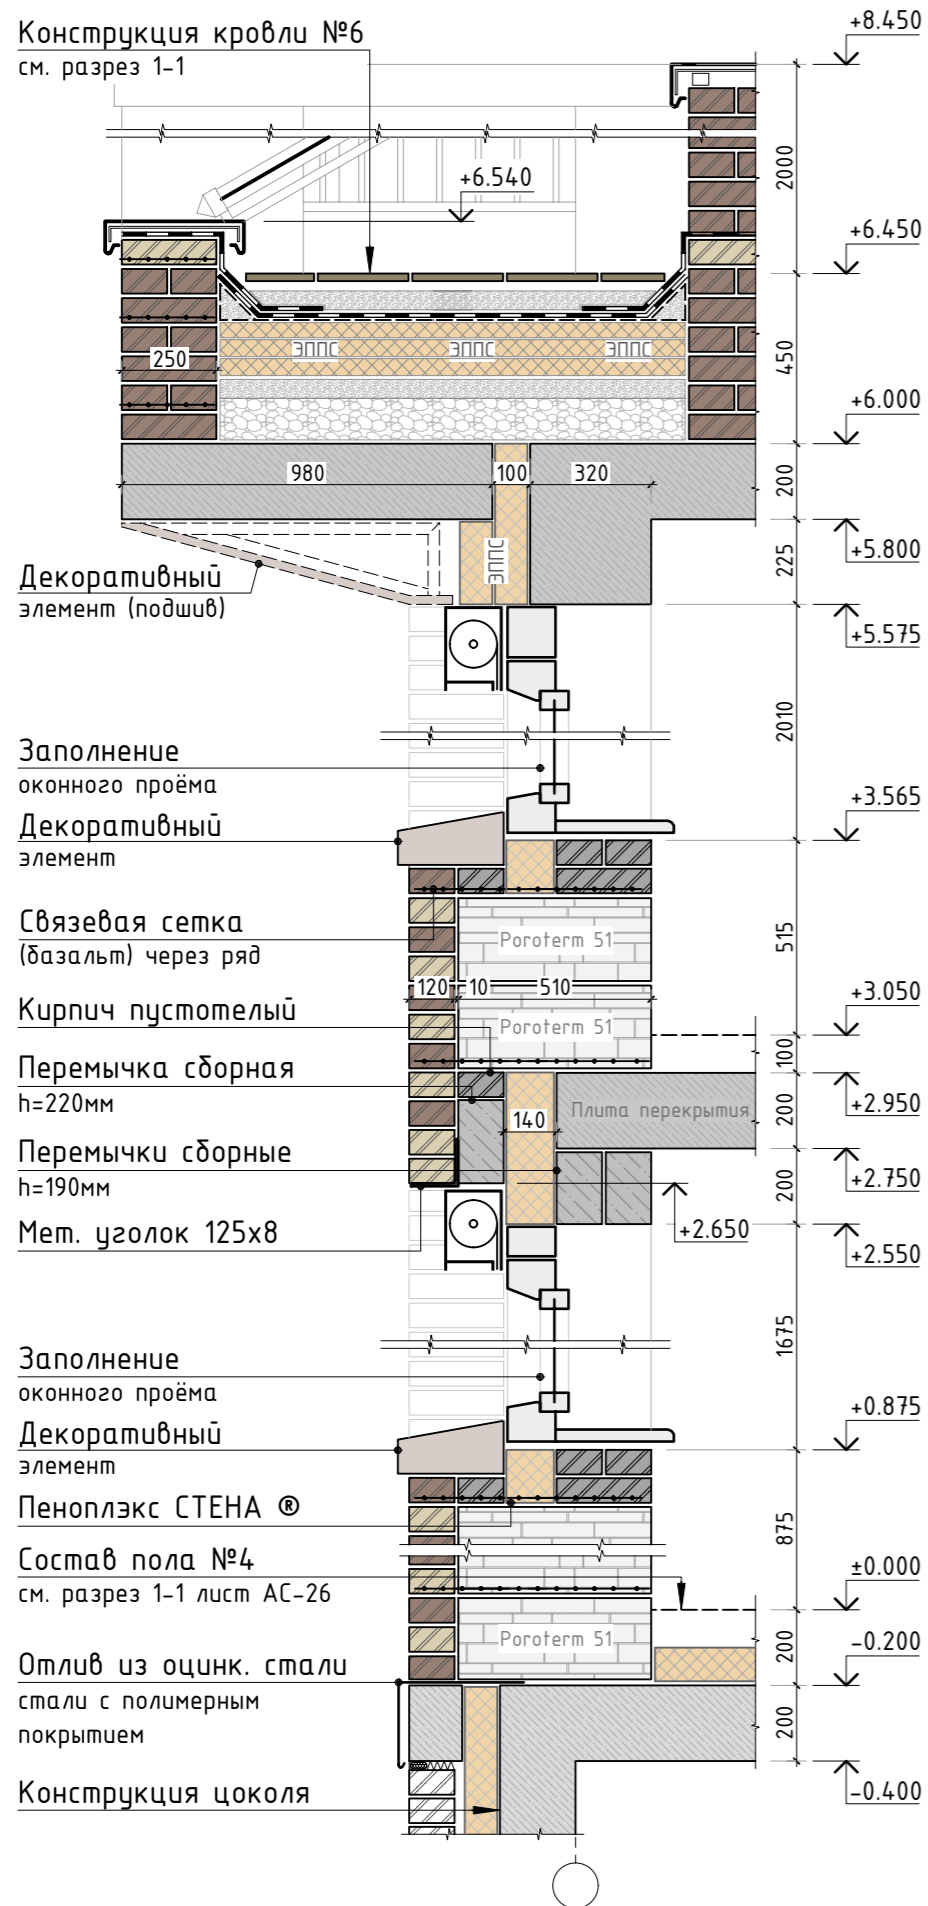 Конструкция кровли №6
см. разрез 1-1
+8.450
2000
+6.540
+6.450
ЭППС
ЭППС
ЭППС
250
450
+6.000
980
100
320
200
ЭППС
225
+5.800
Декоративный
элемент (подшив)
+5.575
2010
Заполнение
оконного проёма
+3.565
Декоративный
элемент
Связевая сетка
(базальт) через ряд
Poroterm 51
515
120
10
510
+3.050
Кирпич пустотелый
Poroterm 51
100
Перемычка сборная
h=220мм
+2.950
Плита перекрытия
200
140
Перемычки сборные
h=190мм
+2.750
200
Мет. уголок 125х8
+2.650
+2.550
1675
Заполнение
оконного проёма
+0.875
Декоративный
элемент
Пеноплэкс СТЕНА ®
875
Состав пола №4
см. разрез 1-1 лист АС-26
±0.000
Poroterm 51
200
-0.200
Отлив из оцинк. стали
стали с полимерным
покрытием
200
Конструкция цоколя
-0.400